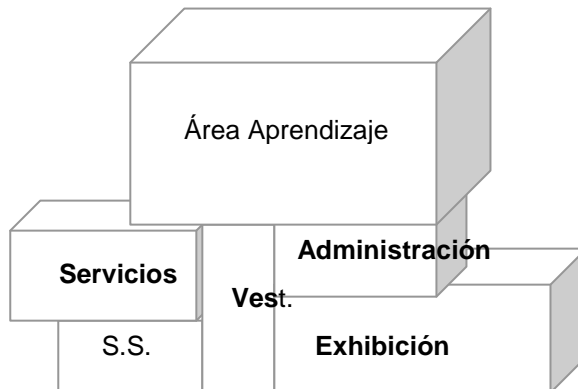 Área Aprendizaje
Administración
Servicios
Vest.
S.S.
Exhibición